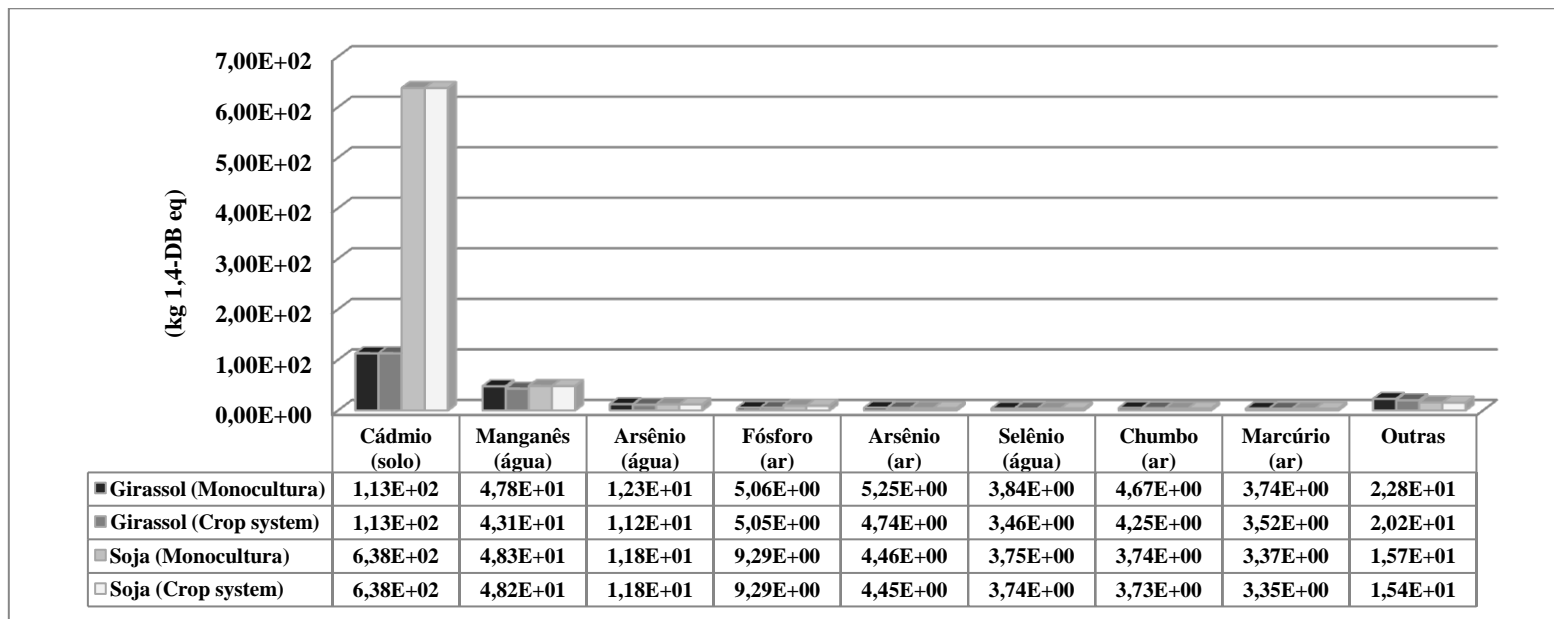 7,00E+02
6,00E+02
5,00E+02
4,00E+02
3,00E+02
2,00E+02
1,00E+02
0,00E+00
(kg 1,4-DB eq)
Cádmio (solo) Manganês (água) Arsênio (água) Fósforo (ar) Arsênio (ar) Selênio (água) Chumbo (ar) Marcúrio (ar) Outras
Girassol (Monocultura) 1,13E+02 4,78E+01 1,23E+01 5,06E+00 5,25E+00 3,84E+00 4,67E+00 3,74E+00 2,28E+01
Girassol (Crop system) 1,13E+02 4,31E+01 1,12E+01 5,05E+00 4,74E+00 3,46E+00 4,25E+00 3,52E+00 2,02E+01
Soja (Monocultura) 6,38E+02 4,83E+01 1,18E+01 9,29E+00 4,46E+00 3,75E+00 3,74E+00 3,37E+00 1,57E+01
Soja (Crop system) 6,38E+02 4,82E+01 1,18E+01 9,29E+00 4,45E+00 3,74E+00 3,73E+00 3,35E+00 1,54E+01